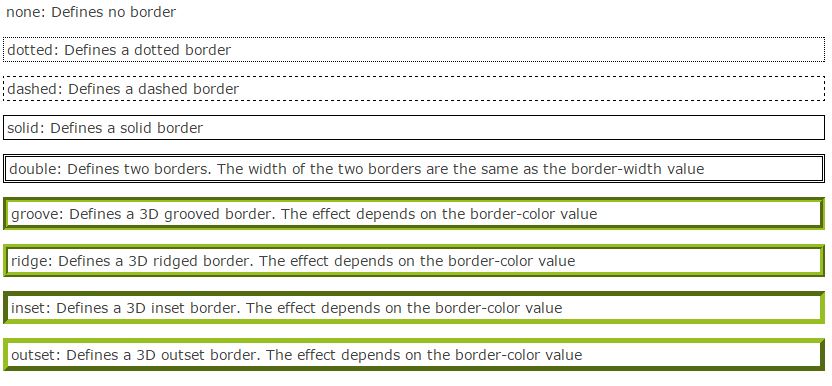 none: Defines no border
dotted: Defines a dotted border
dashed: Defines a dashed border
solid: Defines a solid border
double: Defines two borders. The width of the two borders are the same as the border-width value
groove: Defines a 3D grooved border. The effect depends on the border-color value
ridge: Defines a 3D ridged border. The effect depends on the border-color value
inset: Defines a 3D inset border. The effect depends on the border-color value
outset: Defines a 3D outset border. The effect depends on the border-color value